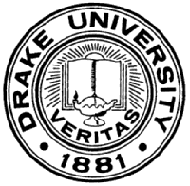 DRAKE UNIVERSITY
VERITAS
• 1881 •